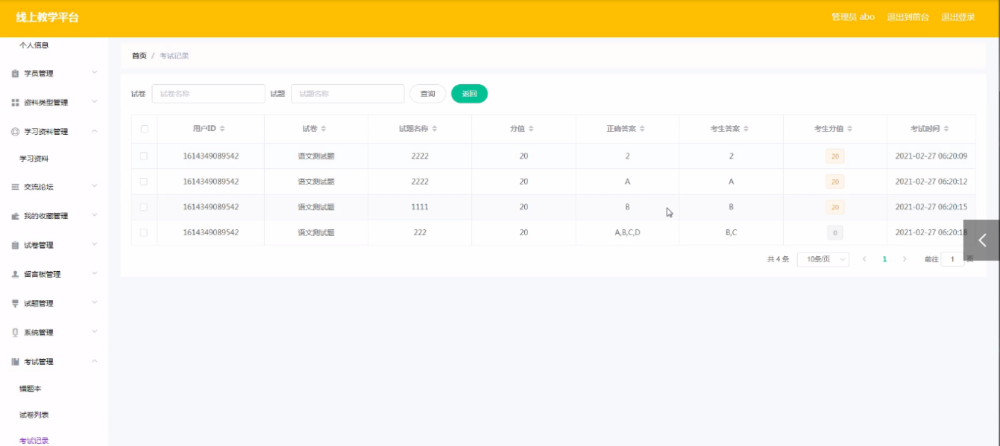 线上教学平台
管理员 abo 退出到前台 退出登录
个人信息
学员管理
资料类型管理
学习资料管理
学习资料
交流论坛
我的收藏管理
试卷管理
留言板管理
试题管理
系统管理
考试管理
错题本
试卷列表
考试记录
首页 / 考试记录
试卷 试卷名称 试题 试题名称 查询 返回
用户ID 试卷 试题名称 分值 正确答案 考生答案 考生分值 考试时间
1614349089542 语文测试题 2222 20 2 2 20 2021-02-27 06:20:09
1614349089542 语文测试题 2222 20 A A 20 2021-02-27 06:20:12
1614349089542 语文测试题 1111 20 B B 20 2021-02-27 06:20:15
1614349089542 语文测试题 222 20 A,B,C,D B,C 0 2021-02-27 06:20:18
共 4 条 10条/页 1 前往 1 页